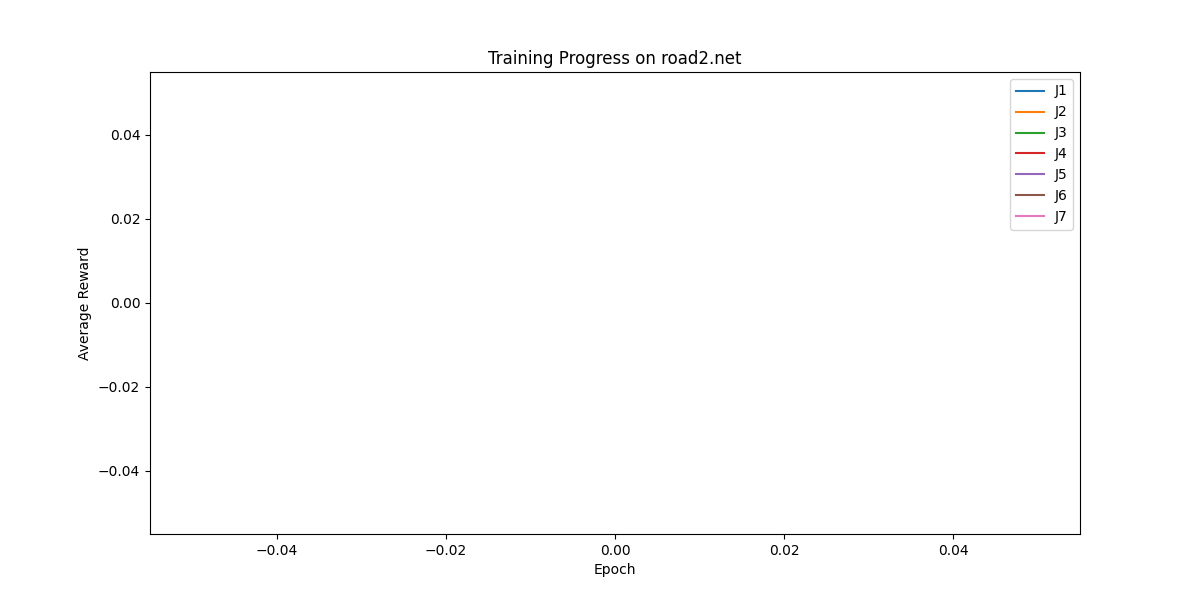 Training Progress on road2.net
J1
J2
J3
J4
J5
J6
J7
0.04
0.02
0.00
−0.02
−0.04
Average Reward
−0.04
−0.02
0.00
0.02
0.04
Epoch